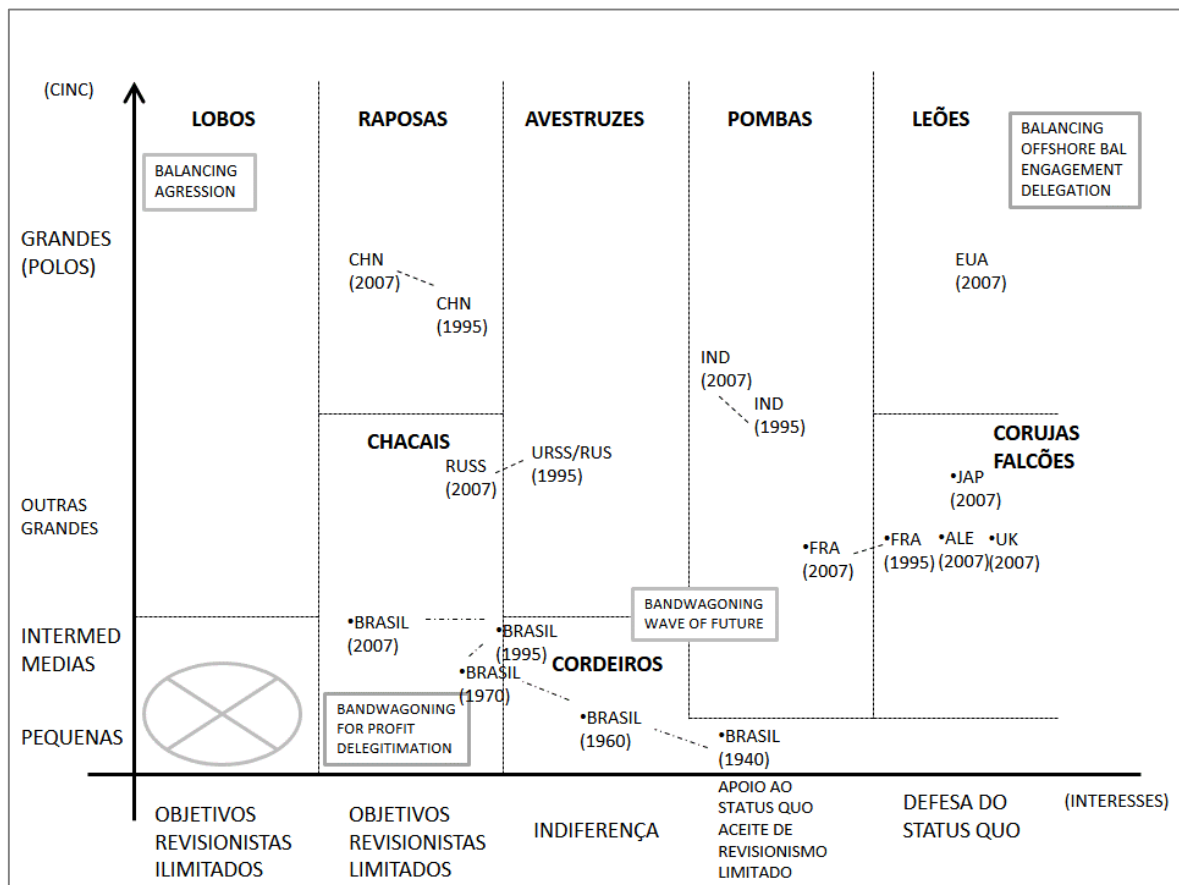 (CINC)
LOBOS
RAPOSAS
AVESTRUZES
POMBAS
LEÕES
BALANCING
AGRESSION
BALANCING
OFFSHORE BAL
ENGAGEMENT
DELEGATION
GRANDES
(POLOS)
CHN
(2007)
CHN
(1995)
EUA
(2007)
IND
(2007)
IND
(1995)
CHACAIS
CORUJAS
FALCÕES
RUSS
(2007)
URSS/RUS
(1995)
•JAP
(2007)
OUTRAS
GRANDES
•FRA
(2007)
•FRA
(1995)
•ALE
(2007)
•UK
(2007)
BANDWAGONING
WAVE OF FUTURE
INTERMED
MEDIAS
•BRASIL
(2007)
•BRASIL
(1995)
CORDEIROS
•BRASIL
(1970)
BANDWAGONING
FOR PROFIT
DELEGITIMATION
•BRASIL
(1960)
•BRASIL
(1940)
PEQUENAS
OBJETIVOS
REVISIONISTAS
ILIMITADOS
OBJETIVOS
REVISIONISTAS
LIMITADOS
INDIFERENÇA
APOIO AO
STATUS QUO
ACEITE DE
REVISIONISMO
LIMITADO
DEFESA DO
STATUS QUO
(INTERESSES)